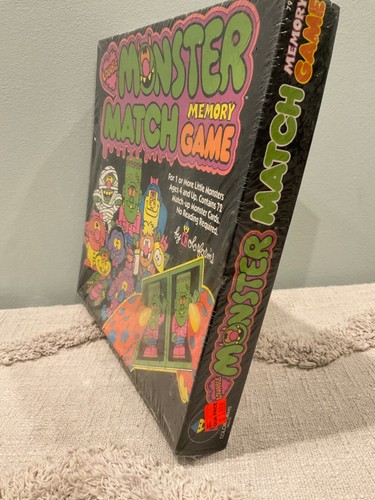 MONSTER
MATCH MEMORY
GAME
For 1 or More Little Monsters
Ages 4 and Up. Contains 72
Match-up Monster Cards.
No Reading Required.
by
MONSTER MATCH MEMORY
GAME